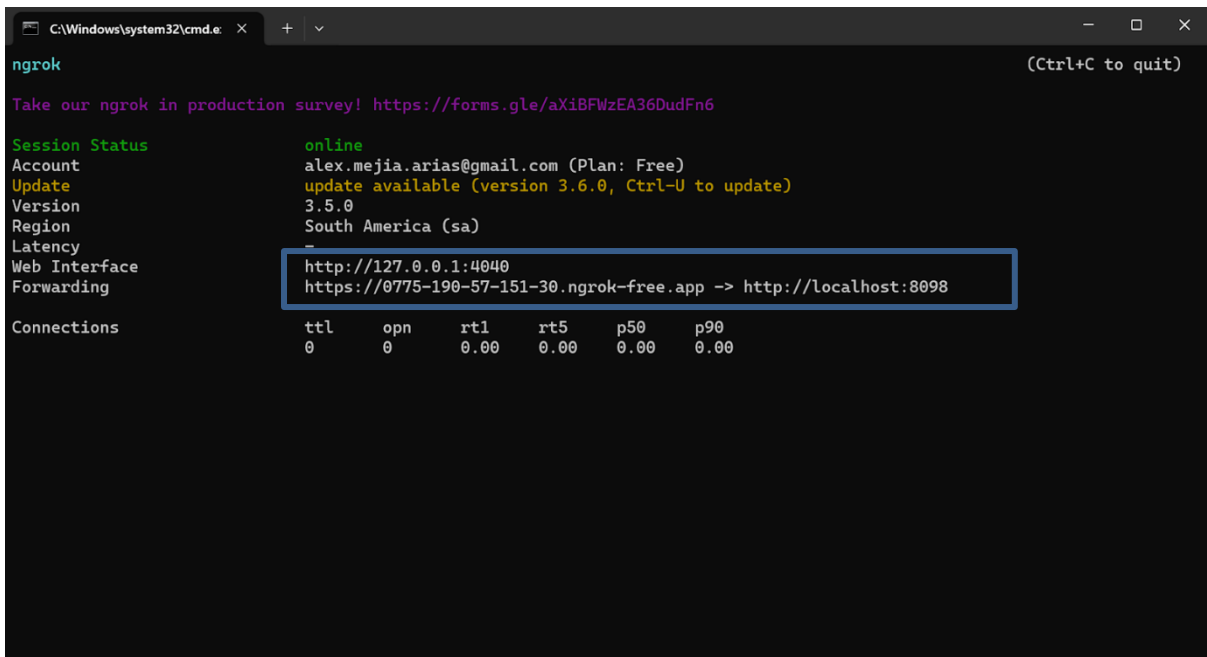 C:\Windows\system32\cmd.e:
ngrok (Ctrl+C to quit)
Take our ngrok in production survey! https://forms.gle/aXiBFWzEA36DudFn6
Session Status online
Account alex.mejia.arias@gmail.com (Plan: Free)
Update update available (version 3.6.0, Ctrl-U to update)
Version 3.5.0
Region South America (sa)
Latency -
Web Interface http://127.0.0.1:4040
Forwarding https://0775-190-57-151-30.ngrok-free.app -> http://localhost:8098
Connections ttl opn rt1 rt5 p50 p90
0 0 0.00 0.00 0.00 0.00